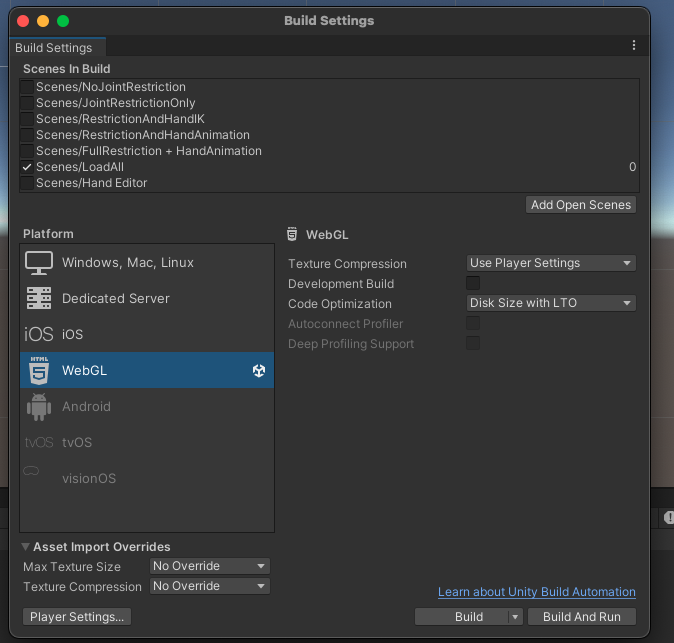 Build Settings
Build Settings
Scenes In Build
Scenes/NoJointRestriction
Scenes/JointRestrictionOnly
Scenes/RestrictionAndHandIK
Scenes/RestrictionAndHandAnimation
Scenes/FullRestriction + HandAnimation
Scenes/LoadAll 0
Scenes/Hand Editor
Add Open Scenes
Platform
Windows, Mac, Linux
Dedicated Server
iOS iOS
HTML 5 WebGL
Android
tvOS tvOS
visionOS
5 WebGL
Texture Compression Use Player Settings
Development Build
Code Optimization Disk Size with LTO
Autoconnect Profiler
Deep Profiling Support
Asset Import Overrides
Max Texture Size No Override
Texture Compression No Override
Learn about Unity Build Automation
Player Settings... Build Build And Run